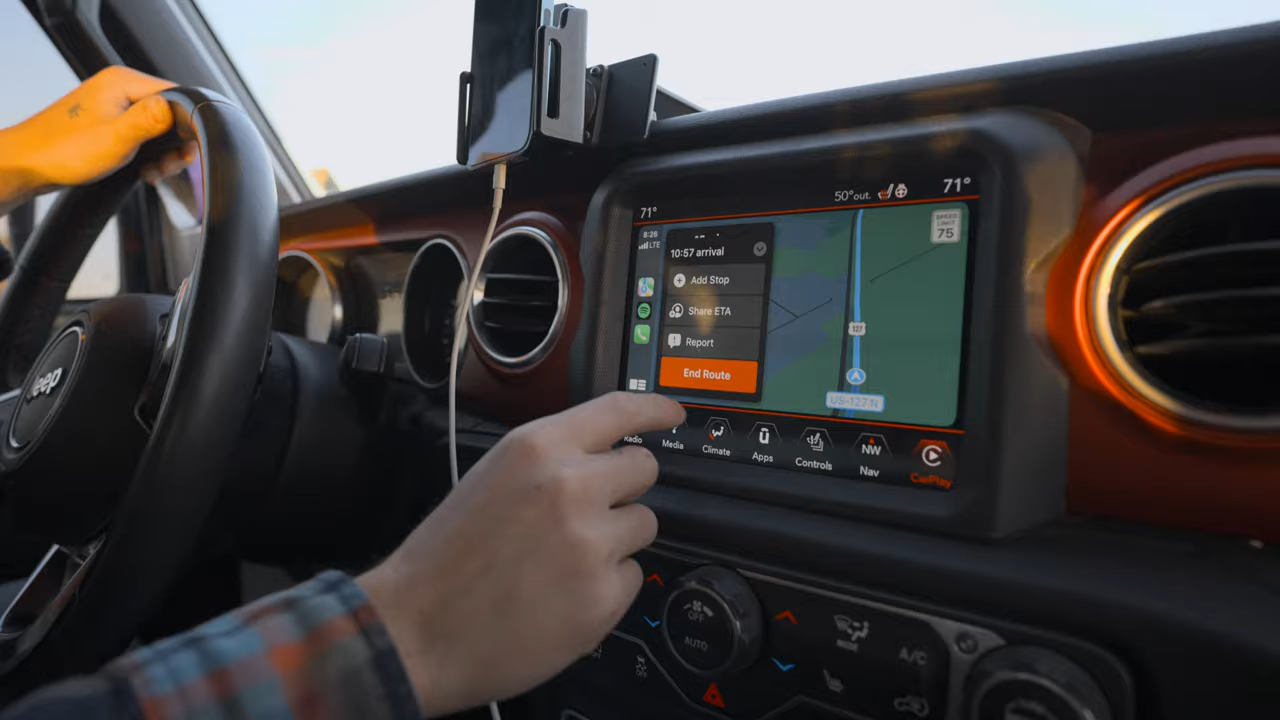 Jeep
71°
50°out.
71°
8:26
LTE
10:57 arrival
Add Stop
Share ETA
Report
End Route
SPEED
LIMIT
75
127
US-127 N
Radio
Media
Climate
Apps
Controls
NW
Nav
CarPlay
OFF
AUTO
MODE
A/C